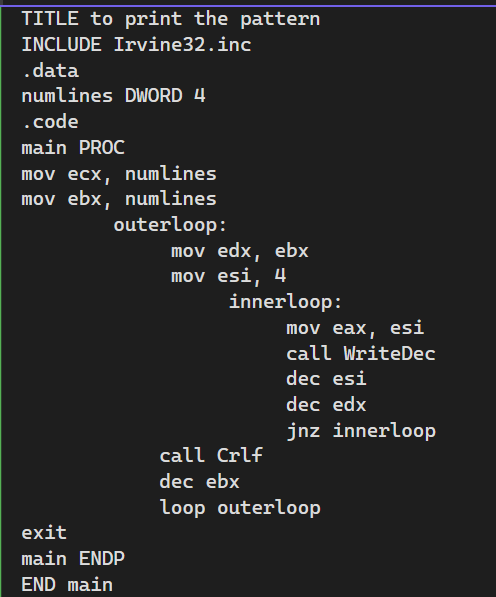 TITLE to print the pattern
INCLUDE Irvine32.inc
.data
numlines DWORD 4
.code
main PROC
mov ecx, numlines
mov ebx, numlines
outerloop:
mov edx, ebx
mov esi, 4
innerloop:
mov eax, esi
call WriteDec
dec esi
dec edx
jnz innerloop
call Crlf
dec ebx
loop outerloop
exit
main ENDP
END main